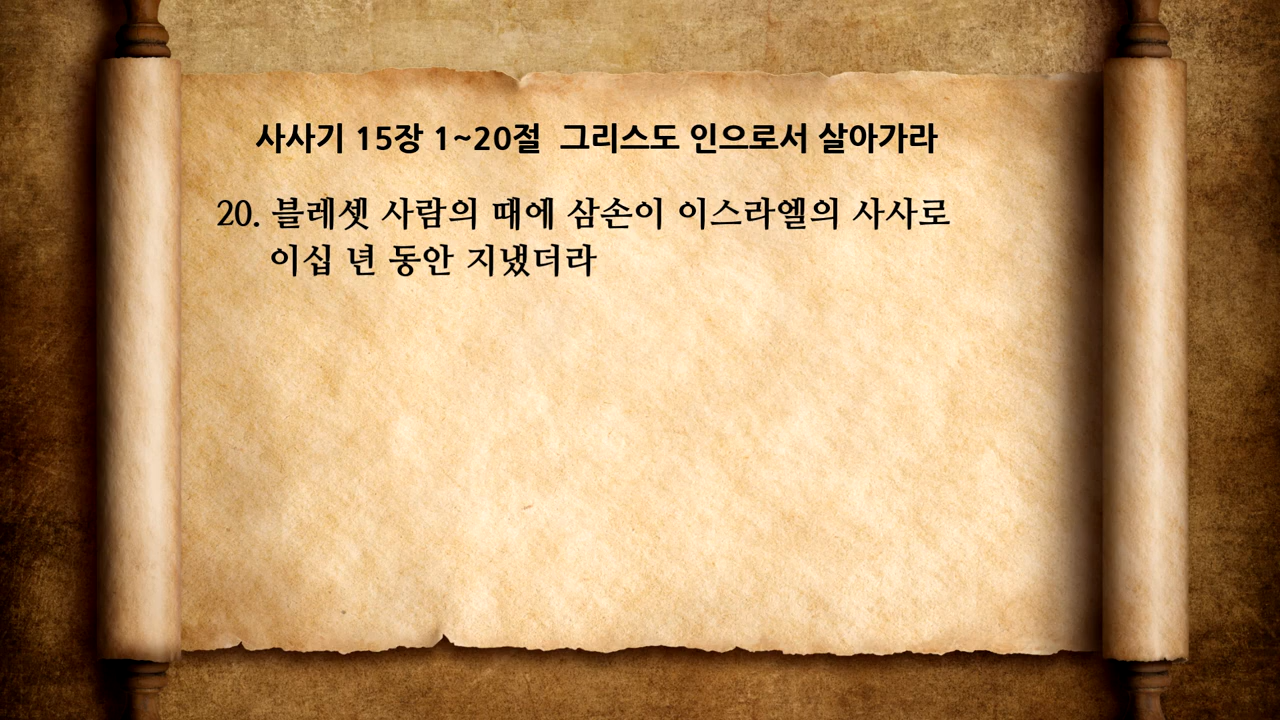 사사기 15장 1~20절 그리스도 인으로서 살아가라
20. 블레셋 사람의 때에 삼손이 이스라엘의 사사로
이십 년 동안 지냈더라